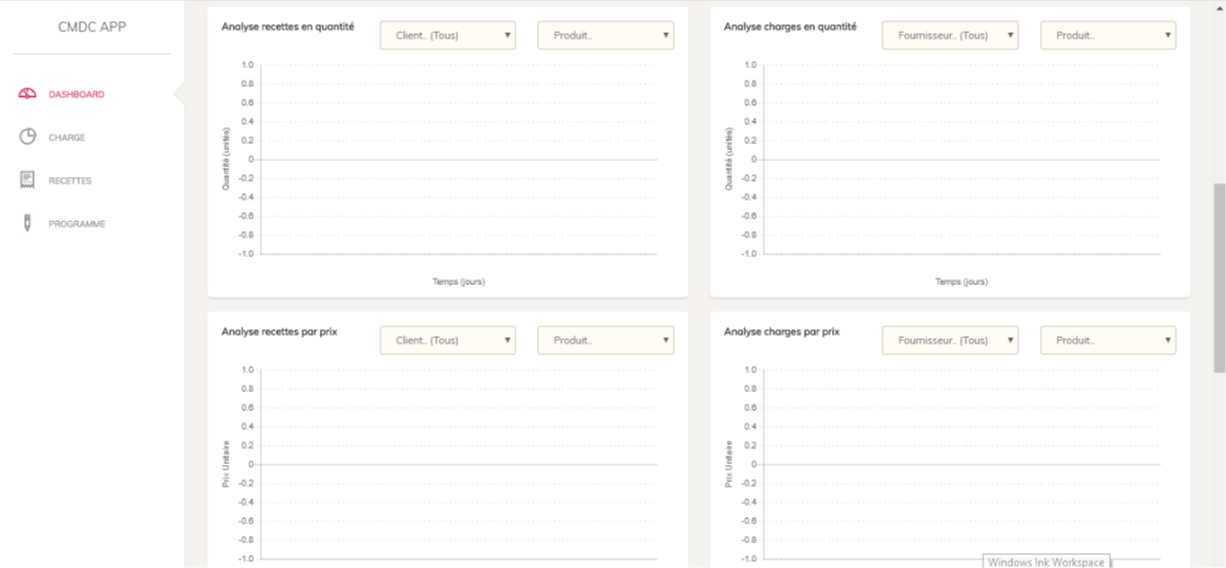 CMDC APP
DASHBOARD
CHARGE
RECETTES
PROGRAMME
Analyse recettes en quantité
Client.. (Tous)
Produit..
1.0
0.8
0.6
0.4
0.2
0
-0.2
-0.4
-0.6
-0.8
-1.0
Quantité (unités)
Temps (jours)
Analyse charges en quantité
Fournisseur.. (Tous)
Produit..
1.0
0.8
0.6
0.4
0.2
0
-0.2
-0.4
-0.6
-0.8
-1.0
Quantité (unités)
Temps (jours)
Analyse recettes par prix
Client.. (Tous)
Produit..
1.0
0.8
0.6
0.4
0.2
0
-0.2
-0.4
-0.6
-0.8
-1.0
Prix Unitaire
Analyse charges par prix
Fournisseur.. (Tous)
Produit..
1.0
0.8
0.6
0.4
0.2
0
-0.2
-0.4
-0.6
-0.8
-1.0
Prix Unitaire
Windows Ink Workspace